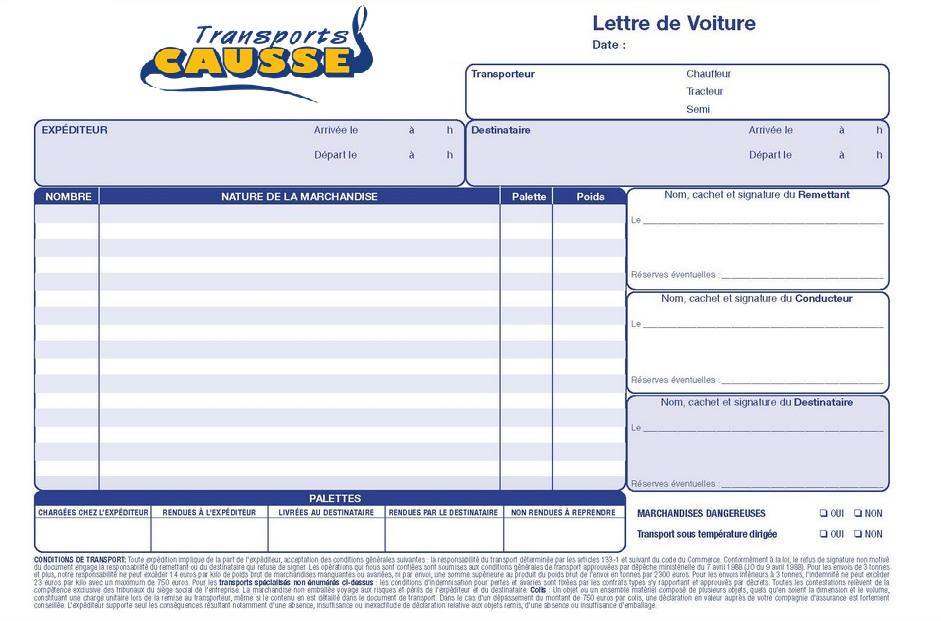 Transports
CAUSSE
Lettre de Voiture
Date :
Transporteur
Chauffeur
Tracteur
Semi
EXPÉDITEUR
Arrivée le à h
Départ le à h
Destinataire
Arrivée le à h
Départ le à h
NOMBRE NATURE DE LA MARCHANDISE Palette Poids
Nom, cachet et signature du Remettant
Le
Réserves éventuelles :
Nom, cachet et signature du Conducteur
Le
Réserves éventuelles :
Nom, cachet et signature du Destinataire
Le
Réserves éventuelles :
PALETTES
CHARGÉES CHEZ L'EXPÉDITEUR RENDUES À L'EXPÉDITEUR LIVRÉES AU DESTINATAIRE RENDUES PAR LE DESTINATAIRE NON RENDUES À REPRENDRE
MARCHANDISES DANGEREUSES OUI NON
Transport sous température dirigée OUI NON
CONDITIONS DE TRANSPORT: Toute expédition implique de la part de l'expéditeur, acceptation des conditions générales suivantes : la responsabilité du transport déterminée par les articles 133-1 et suivant du code du Commerce. Conformément à la loi, le refus de signature non motivé
du document engage la responsabilité du remettant ou du destinataire qui refuse de signer. Les opérations qui nous sont confiées sont soumises aux conditions générales de transport approuvées par dépêche ministérielle du 7 avril 1988 (JO du 9 avril 1988). Pour les envois de 3 tonnes
et plus, notre responsabilité ne peut excéder 14 euros par kilo de poids brut de marchandises manquantes ou avariées, ni par envoi, une somme supérieure au produit du poids brut de l'envoi en tonnes par 2300 euros. Pour les envois inférieurs à 3 tonnes, l'indemnité ne peut excéder
23 euros par kilo avec un maximum de 750 euros. Pour les transports spécialisés non énumérés ci-dessus : les conditions d'indemnisation pour pertes et avaries sont fixées par les contrats types s'y rapportant et approuvés par décrets. Toutes les contestations relèvent de la
compétence exclusive des tribunaux du siège social de l'entreprise. La marchandise non emballée voyage aux risques et périls de l'expéditeur et du destinataire. Colis : Un objet ou un ensemble matériel composé de plusieurs objets, quels qu'en soient la dimension et le volume,
constituant une charge unitaire lors de la remise au transporteur, même si le contenu en est détaillé dans le document de transport. Dans le cas d'un dépassement du montant de 750 euros par colis, une déclaration en valeur auprès de votre compagnie d'assurance est fortement
conseillée. L'expéditeur supporte seul les conséquences résultant notamment d'une absence, insuffisance ou inexactitude de déclaration relative aux objets remis, d'une absence ou insuffisance d'emballage.